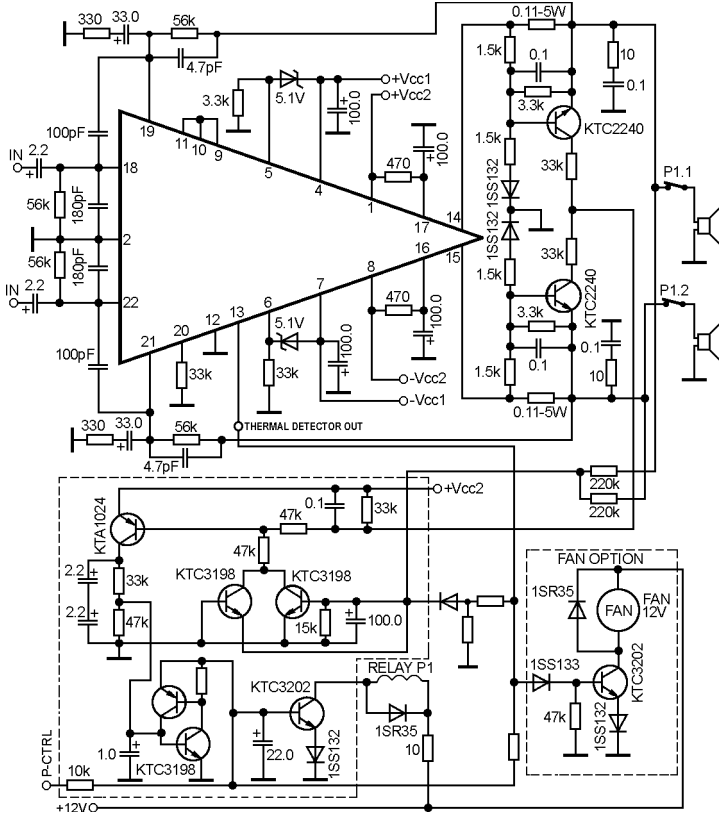 330
33.0
+
56k
4.7pF
0.11-5W
1.5k
0.1
3.3k
10
0.1
+Vcc1
+Vcc2
5.1V
3.3k
+
100.0
+
100.0
KTC2240
100pF
19
11
10
9
5
4
1
17
470
1.5k
33k
IN
2.2
+
18
1SS132
P1.1
56k
180pF
14
2
1SS132
56k
180pF
15
16
33k
IN
2.2
+
22
1.5k
P1.2
KTC2240
21
20
12
13
6
7
8
470
+
100.0
3.3k
100pF
5.1V
+
100.0
0.1
0.1
33k
33k
1.5k
10
-Vcc2
-Vcc1
0.11-5W
330
33.0
+
56k
THERMAL DETECTOR OUT
4.7pF
220k
220k
+Vcc2
KTA1024
0.1
33k
47k
47k
FAN OPTION
KTC3198
KTC3198
2.2
+
33k
1SR35
FAN
FAN
12V
2.2
+
47k
15k
+
100.0
RELAY P1
1SS133
KTC3202
KTC3202
1SR35
47k
1SS132
+
1.0
KTC3198
+
22.0
1SS132
10
P-CTRL
10k
+12V